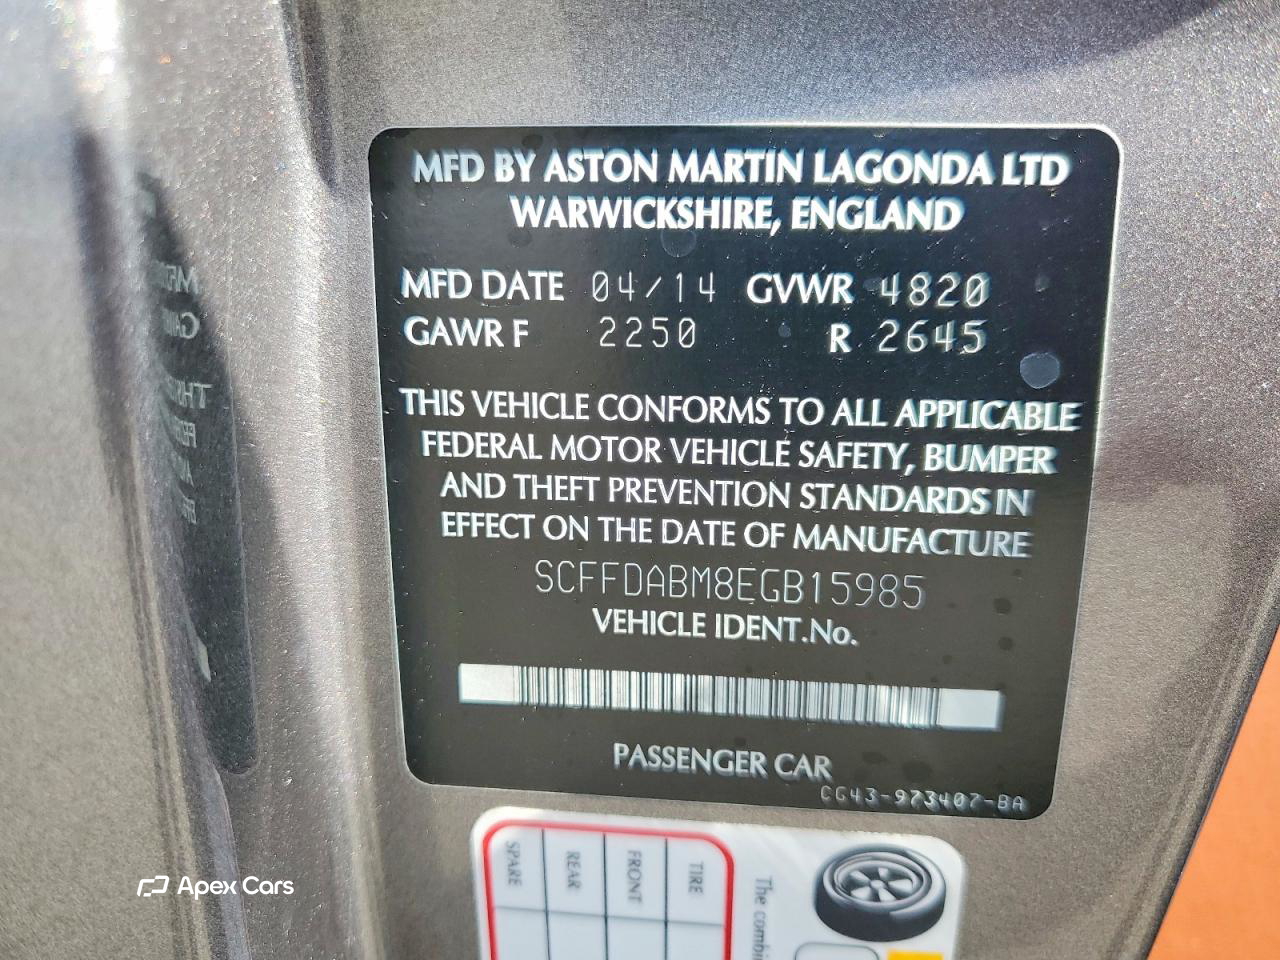 MFD BY ASTON MARTIN LAGONDA LTD
WARWICKSHIRE, ENGLAND
MFD DATE 04/14 GVWR 4820
GAWR F 2250 R 2645
THIS VEHICLE CONFORMS TO ALL APPLICABLE
FEDERAL MOTOR VEHICLE SAFETY, BUMPER
AND THEFT PREVENTION STANDARDS IN
EFFECT ON THE DATE OF MANUFACTURE
SCFFDABM8EGB15985
VEHICLE IDENT.No.
PASSENGER CAR
CG43-973407-BA
TIRE
FRONT
REAR
SPARE
The combin
Apex Cars